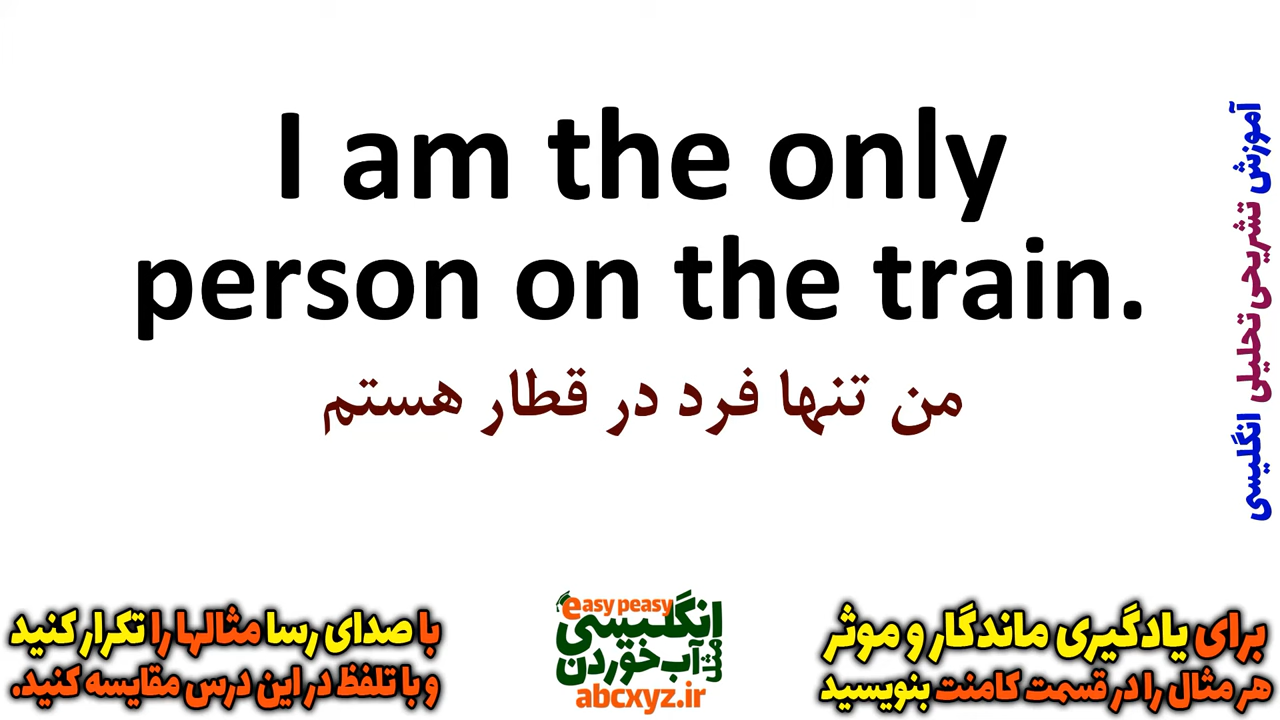 I am the only
person on the train.
من تنها فرد در قطار هستم
آموزش تشریحی تحلیلی انگلیسی
برای یادگیری ماندگار و موثر
هر مثال را در قسمت کامنت بنویسید
easy peasy
انگلیسی
مثل آب خوردن
abcxyz.ir
با صدای رسا مثالها را تکرار کنید
و با تلفظ در این درس مقایسه کنید.